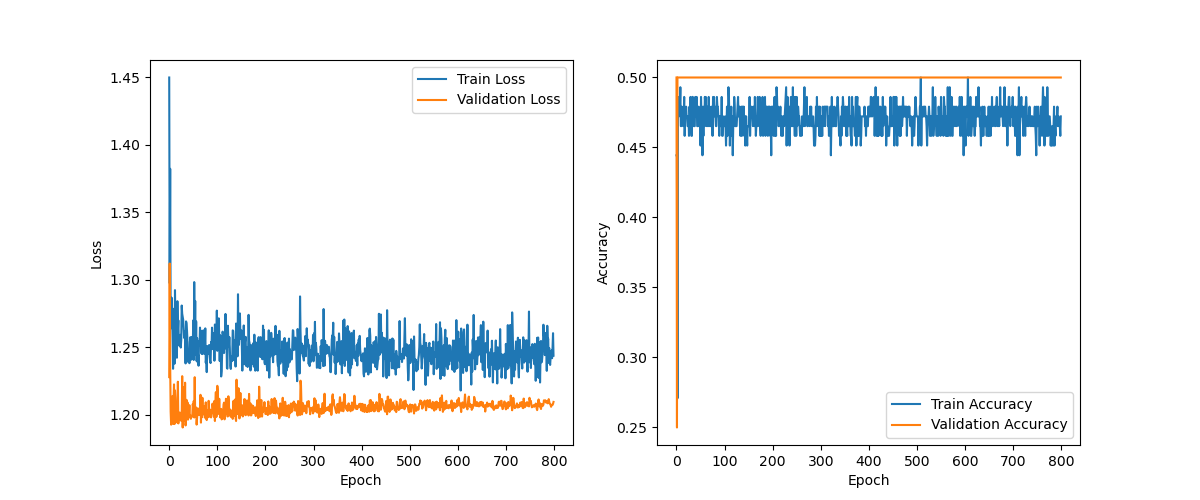 1.45
1.40
1.35
1.30
1.25
1.20
Loss
0 100 200 300 400 500 600 700 800
Epoch
Train Loss
Validation Loss
0.50
0.45
0.40
0.35
0.30
0.25
Accuracy
0 100 200 300 400 500 600 700 800
Epoch
Train Accuracy
Validation Accuracy